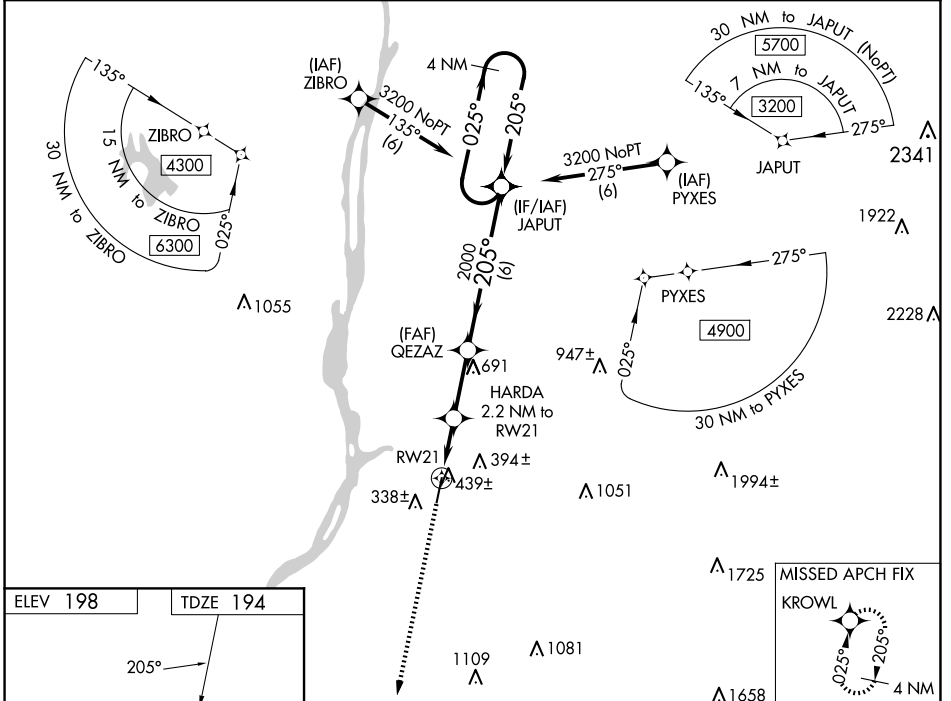 30 NM to JAPUT (NoPT)
5700
7 NM to JAPUT
3200
135°
275°
JAPUT
2341
135°
ZIBRO
4300
15 NM to ZIBRO
6300
30 NM to ZIBRO
025°
(IAF)
ZIBRO
3200 NoPT
135°
(6)
4 NM
025°
205°
3200 NoPT
275°
(6)
(IAF)
PYXES
(IF/IAF)
JAPUT
1922
2000
205°
(6)
275°
PYXES
4900
025°
30 NM to PYXES
2228
1055
(FAF)
QEZAZ
691
947±
HARDA
2.2 NM to
RW21
RW21
394±
439±
338±
1051
1994±
1725
ELEV 198
TDZE 194
205°
1109
1081
1658
MISSED APCH FIX
KROWL
025°
205°
4 NM